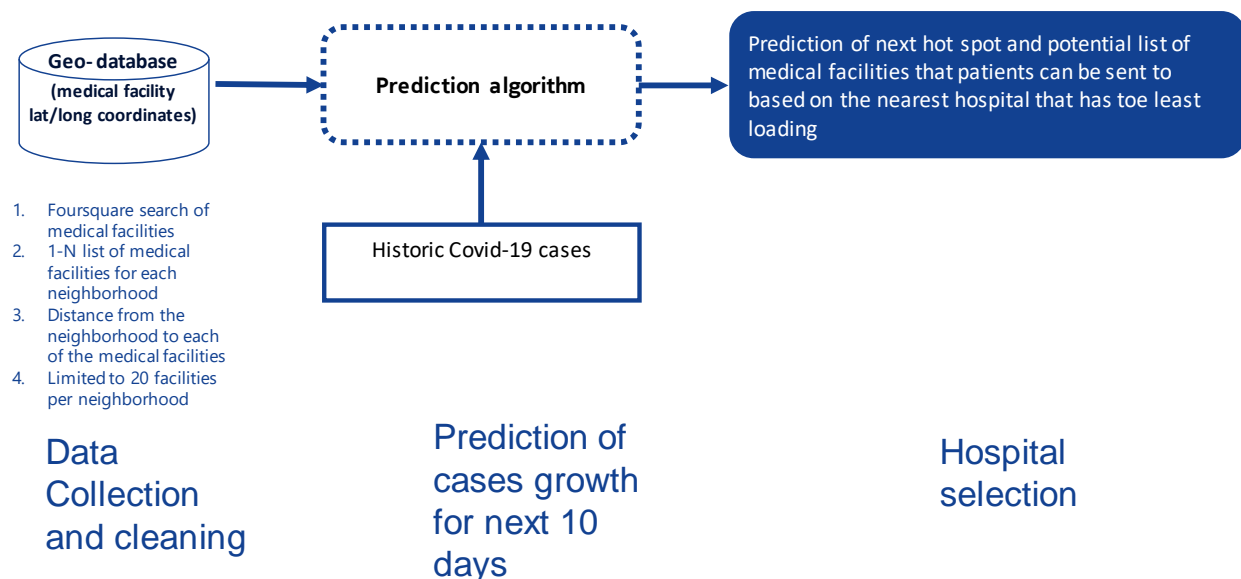 Geo- database
(medical facility
lat/long coordinates)
Prediction algorithm
Prediction of next hot spot and potential list of
medical facilities that patients can be sent to
based on the nearest hospital that has toe least
loading
Historic Covid-19 cases
1. Foursquare search of
medical facilities
2. 1-N list of medical
facilities for each
neighborhood
3. Distance from the
neighborhood to each
of the medical facilities
4. Limited to 20 facilities
per neighborhood
Data
Collection
and cleaning
Prediction of
cases growth
for next 10
days
Hospital
selection